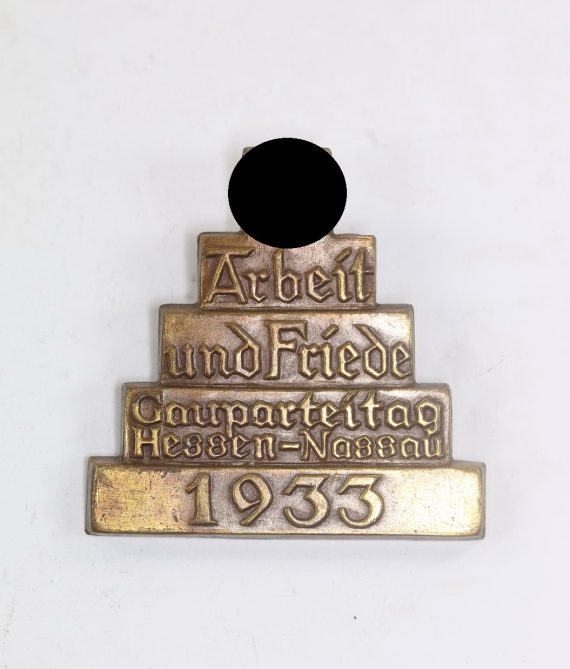 Arbeit
und Friede
Gauparteitag
Hessen-Nassau
1933